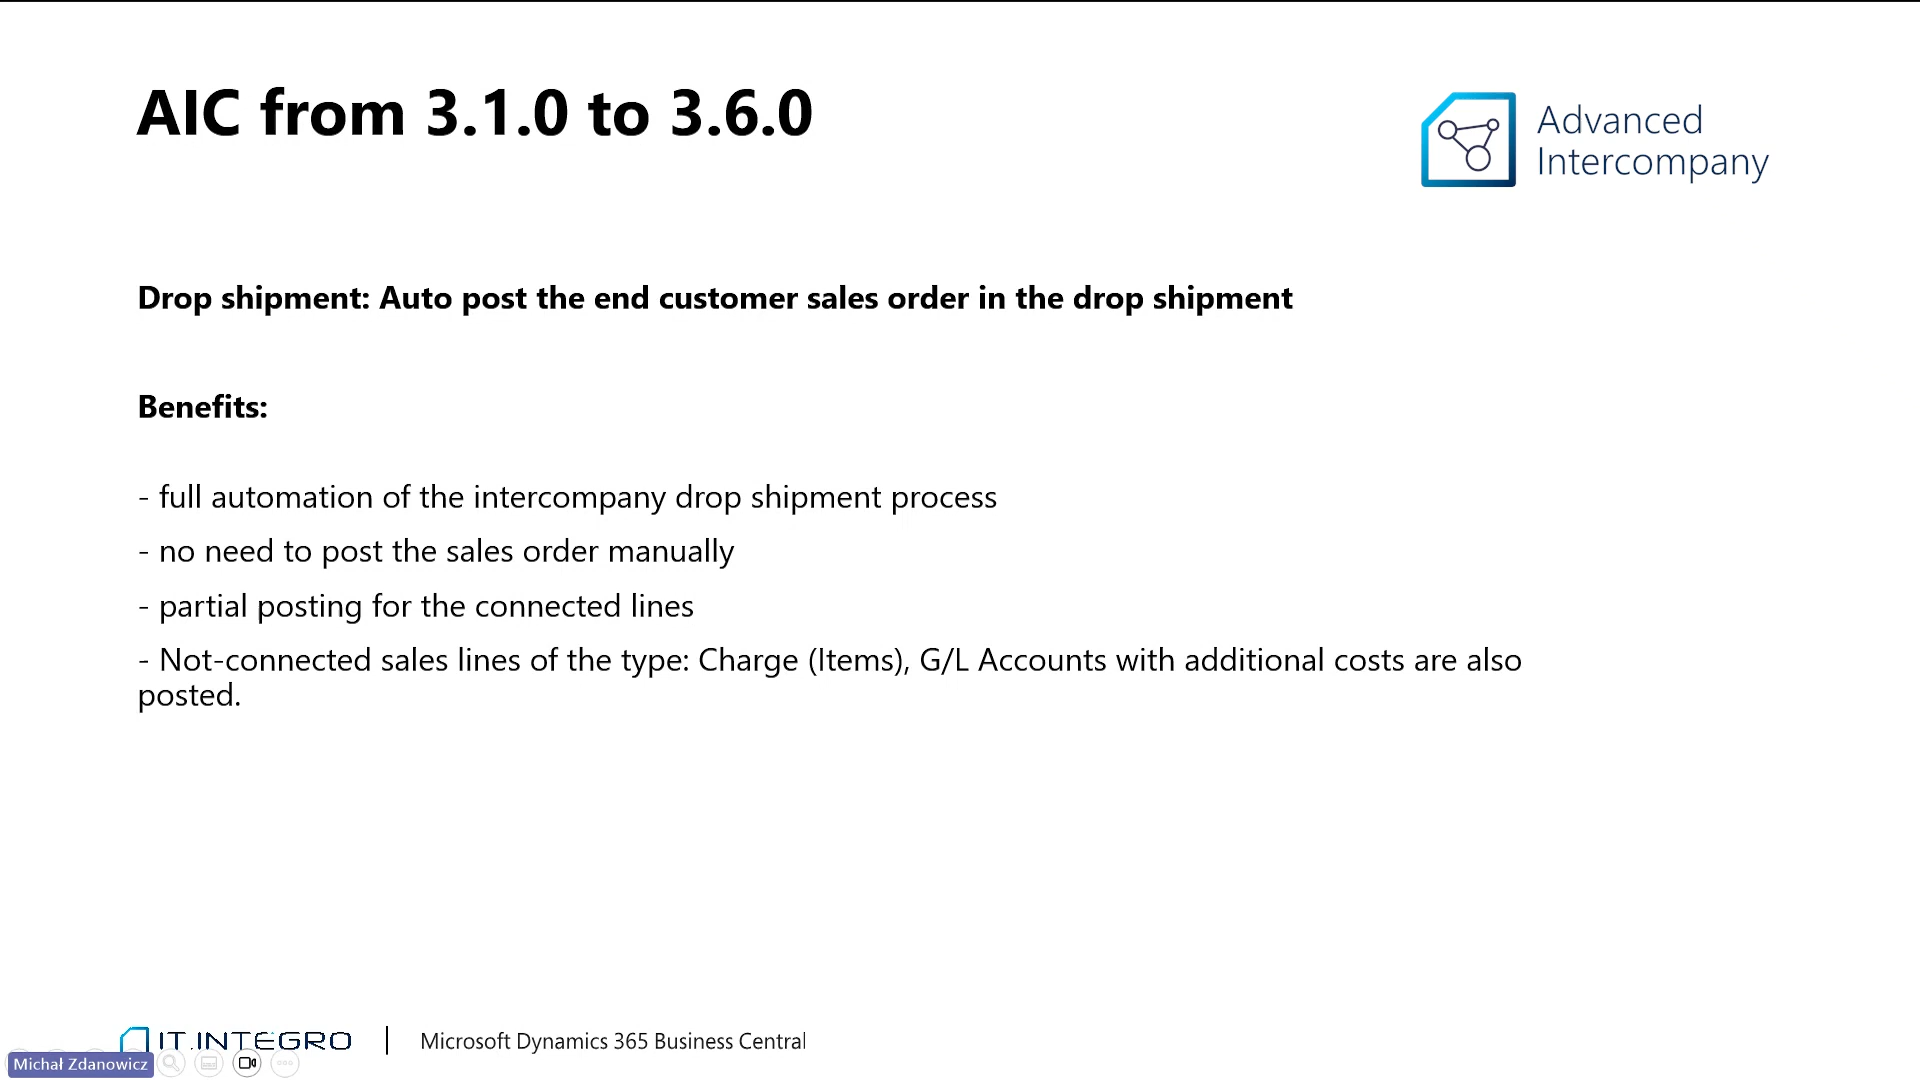 AIC from 3.1.0 to 3.6.0
Advanced
Intercompany
Drop shipment: Auto post the end customer sales order in the drop shipment
Benefits:
- full automation of the intercompany drop shipment process
- no need to post the sales order manually
- partial posting for the connected lines
- Not-connected sales lines of the type: Charge (Items), G/L Accounts with additional costs are also
posted.
IT.INTEGRO
Microsoft Dynamics 365 Business Central
Michał Zdanowicz